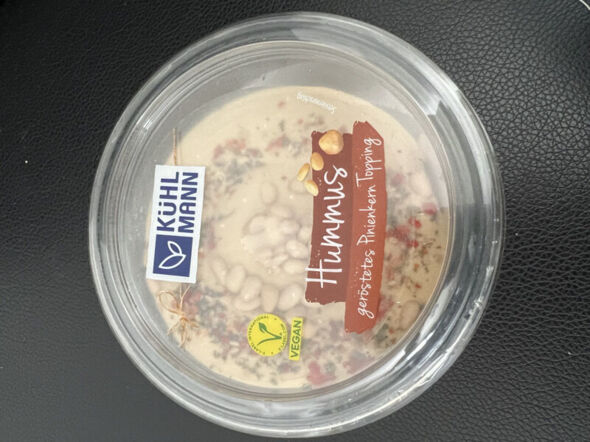 KÜHL
MANN
Hummus
geröstetes Pinienkern Topping
VEGAN